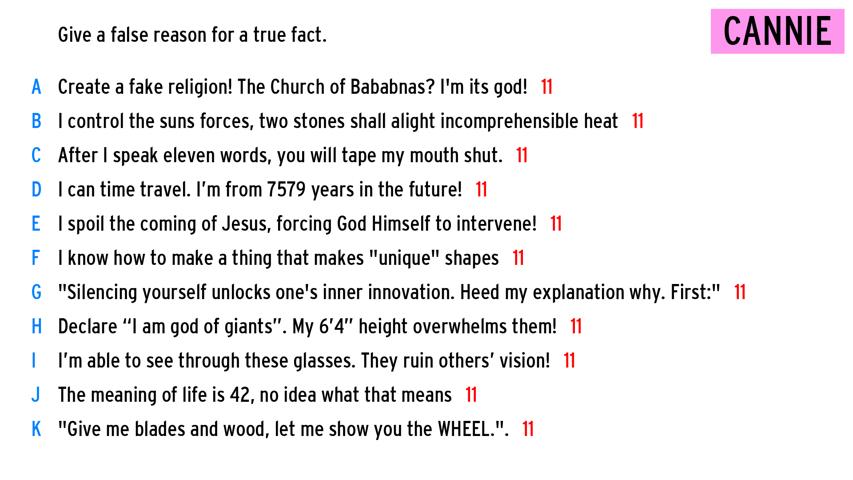 Give a false reason for a true fact.
CANNIE
A Create a fake religion! The Church of Bababnas? I'm its god! 11
B I control the suns forces, two stones shall alight incomprehensible heat 11
C After I speak eleven words, you will tape my mouth shut. 11
D I can time travel. I’m from 7579 years in the future! 11
E I spoil the coming of Jesus, forcing God Himself to intervene! 11
F I know how to make a thing that makes "unique" shapes 11
G "Silencing yourself unlocks one's inner innovation. Heed my explanation why. First:" 11
H Declare “I am god of giants”. My 6’4” height overwhelms them! 11
I I’m able to see through these glasses. They ruin others’ vision! 11
J The meaning of life is 42, no idea what that means 11
K "Give me blades and wood, let me show you the WHEEL.". 11